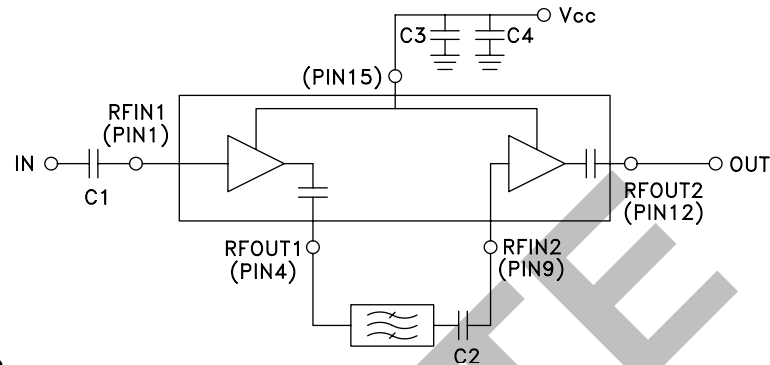 Vcc
C3
C4
(PIN15)
RFIN1
(PIN1)
IN
C1
OUT
RFOUT2
(PIN12)
RFOUT1
(PIN4)
RFIN2
(PIN9)
C2